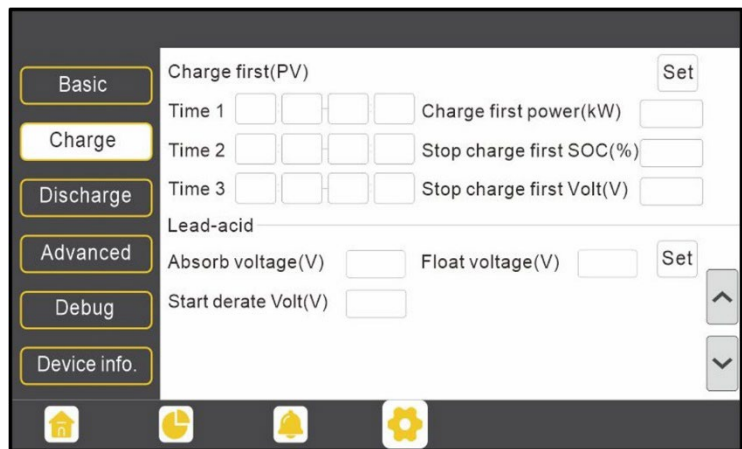 Basic
Charge
Discharge
Advanced
Debug
Device info.
Charge first(PV)
Set
Time 1
Charge first power(kW)
Time 2
Stop charge first SOC(%)
Time 3
Stop charge first Volt(V)
Lead-acid
Absorb voltage(V)
Float voltage(V)
Set
Start derate Volt(V)